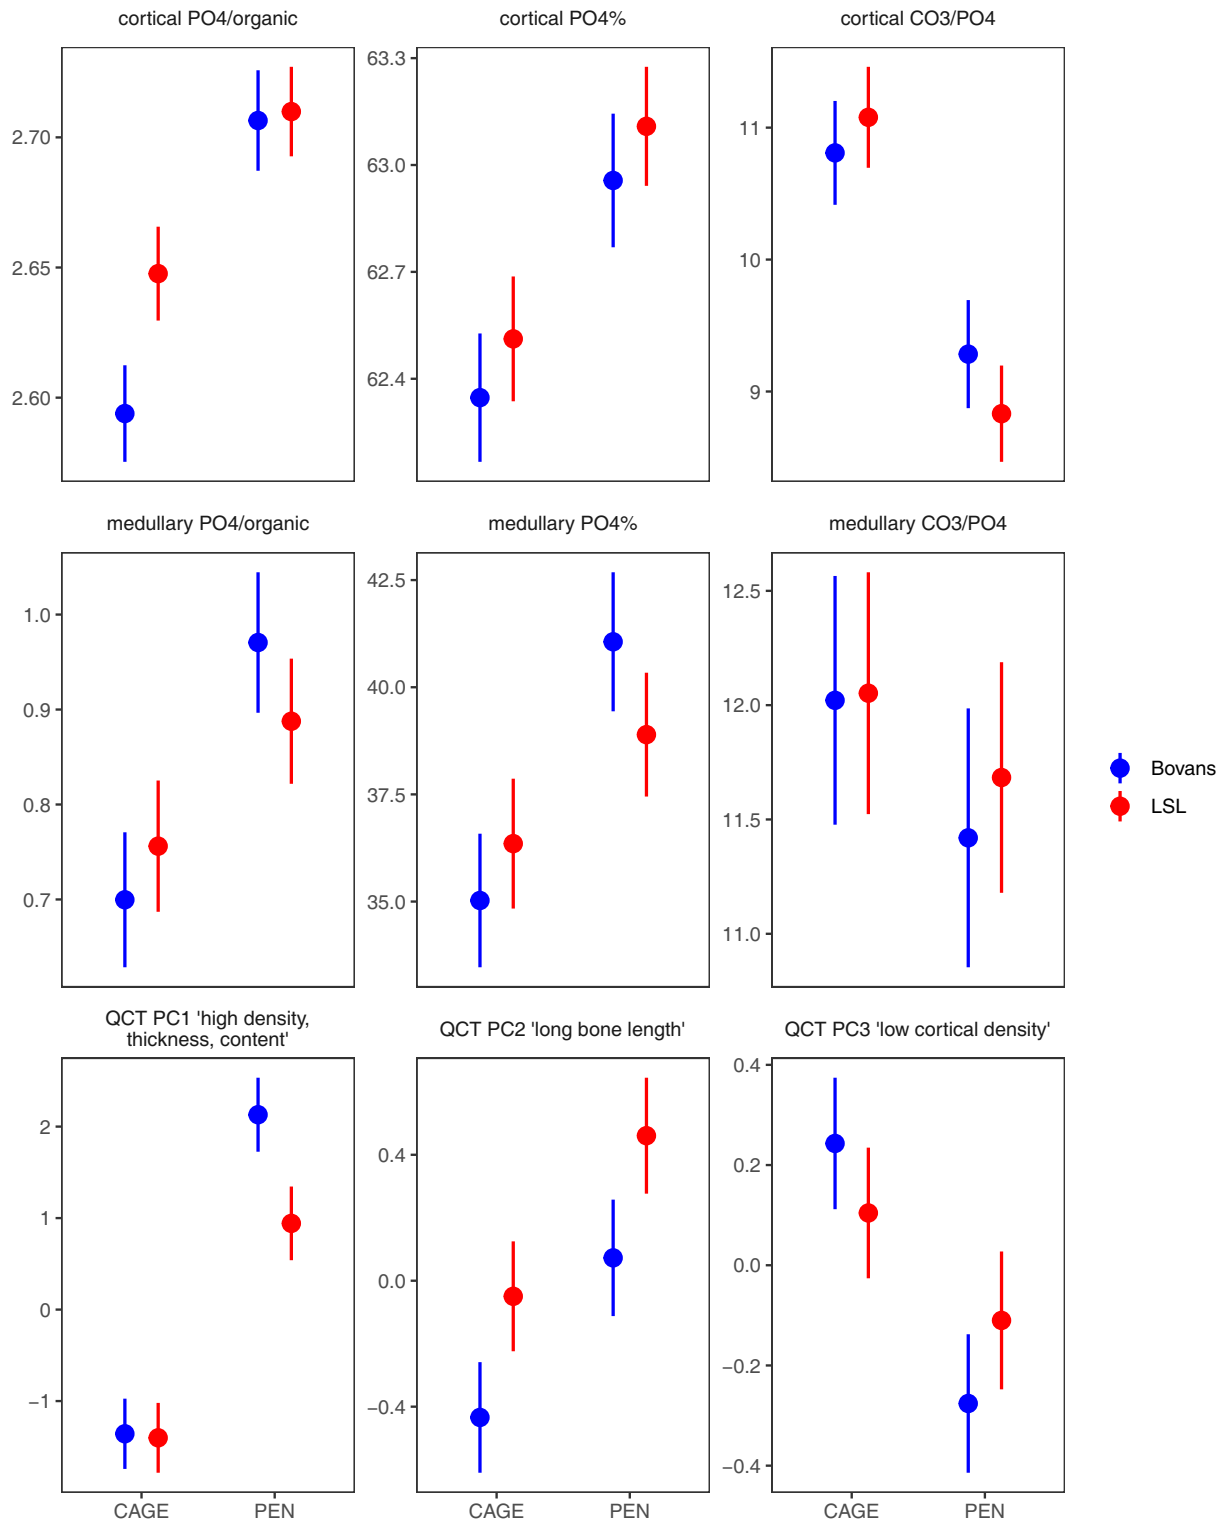 cortical PO4/organic
cortical PO4%
cortical CO3/PO4
2.70
2.65
2.60
63.3
63.0
62.7
62.4
11
10
9
medullary PO4/organic
medullary PO4%
medullary CO3/PO4
1.0
0.9
0.8
0.7
42.5
40.0
37.5
35.0
12.5
12.0
11.5
11.0
Bovans
LSL
QCT PC1 'high density,
thickness, content'
QCT PC2 'long bone length'
QCT PC3 'low cortical density'
2
1
0
−1
0.4
0.0
−0.4
0.4
0.2
0.0
−0.2
−0.4
CAGE
PEN
CAGE
PEN
CAGE
PEN